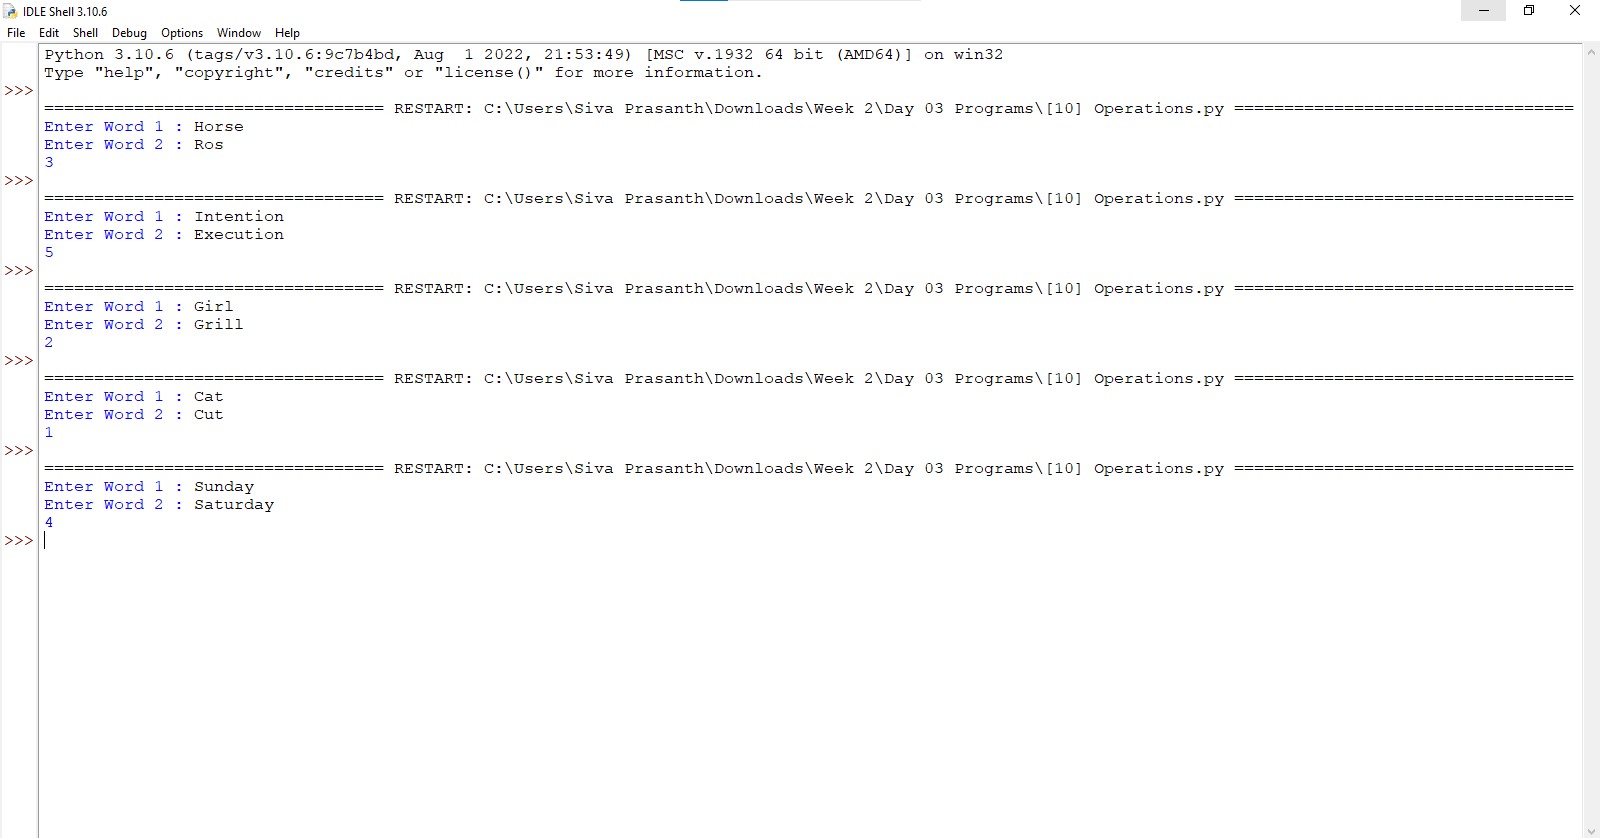 IDLE Shell 3.10.6
File Edit Shell Debug Options Window Help
Python 3.10.6 (tags/v3.10.6:9c7b4bd, Aug  1 2022, 21:53:49) [MSC v.1932 64 bit (AMD64)] on win32
Type "help", "copyright", "credits" or "license()" for more information.
>>>
================================== RESTART: C:\Users\Siva Prasanth\Downloads\Week 2\Day 03 Programs\[10] Operations.py ==================================
Enter Word 1 : Horse
Enter Word 2 : Ros
3
>>>
================================== RESTART: C:\Users\Siva Prasanth\Downloads\Week 2\Day 03 Programs\[10] Operations.py ==================================
Enter Word 1 : Intention
Enter Word 2 : Execution
5
>>>
================================== RESTART: C:\Users\Siva Prasanth\Downloads\Week 2\Day 03 Programs\[10] Operations.py ==================================
Enter Word 1 : Girl
Enter Word 2 : Grill
2
>>>
================================== RESTART: C:\Users\Siva Prasanth\Downloads\Week 2\Day 03 Programs\[10] Operations.py ==================================
Enter Word 1 : Cat
Enter Word 2 : Cut
1
>>>
================================== RESTART: C:\Users\Siva Prasanth\Downloads\Week 2\Day 03 Programs\[10] Operations.py ==================================
Enter Word 1 : Sunday
Enter Word 2 : Saturday
4
>>>